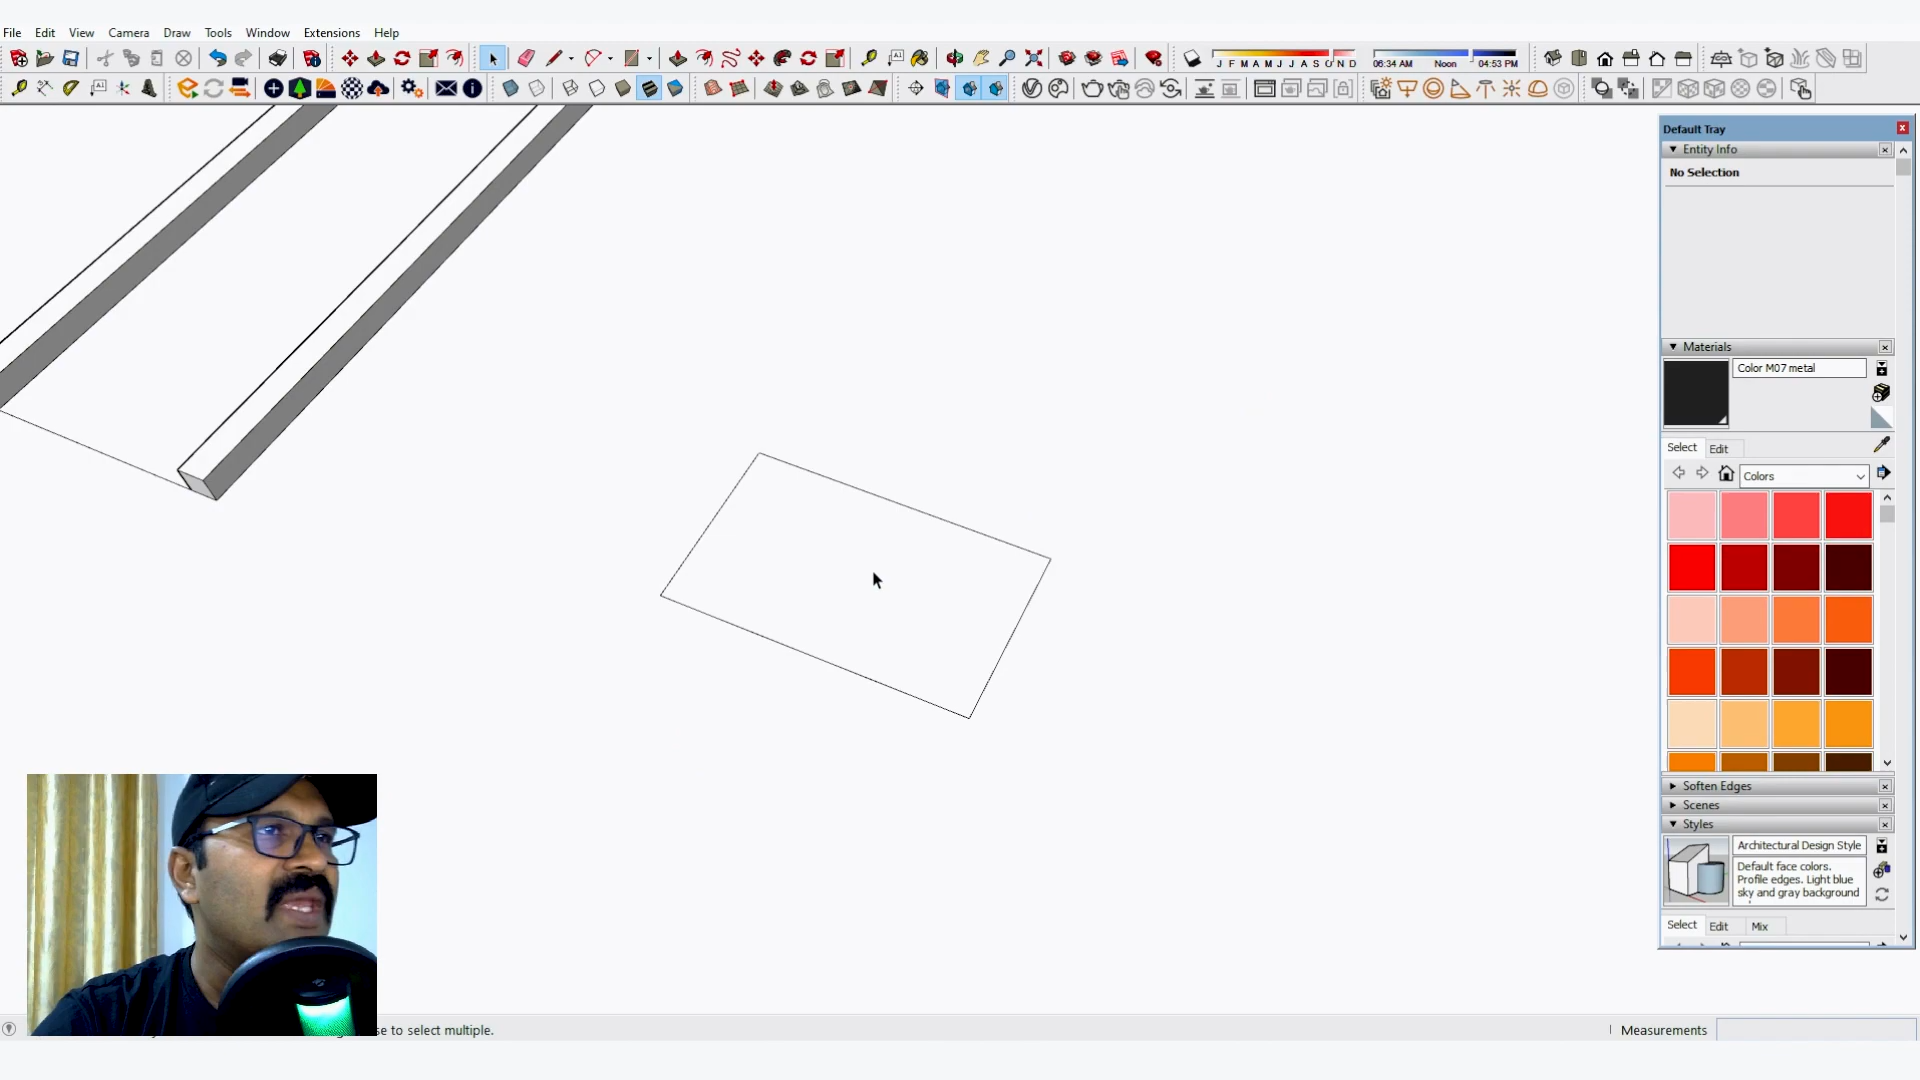 File Edit View Camera Draw Tools Window Extensions Help
J F M A M J J A S O N D 06:34 AM Noon 04:53 PM
Default Tray
Entity Info
No Selection
Materials
Color M07 metal
Select Edit
Colors
Soften Edges
Scenes
Styles
Architectural Design Style
Default face colors.
Profile edges. Light blue
sky and gray background
Select Edit Mix
se to select multiple.
Measurements